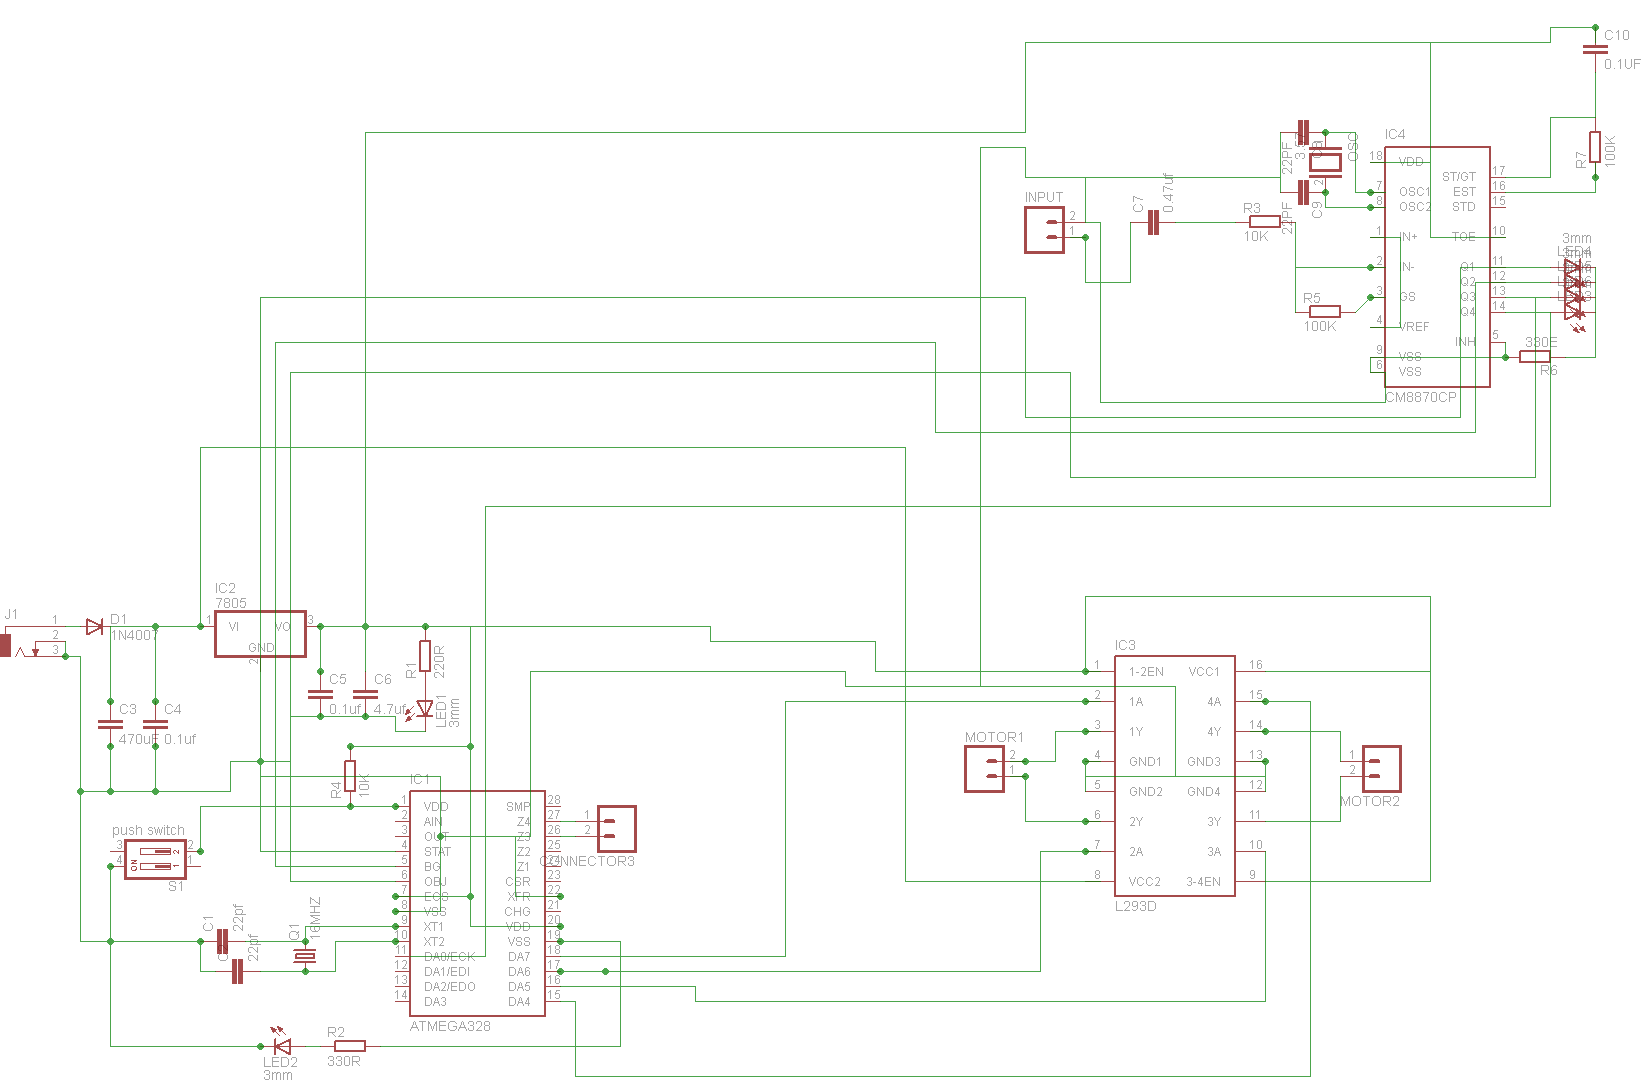 C10
0.1UF
R7
100K
IC4
18
VDD
7
OSC1
8
OSC2
1
IN+
2
IN-
3
GS
4
VREF
9
VSS
6
VSS
17
ST/GT
16
EST
15
STD
10
TOE
11
Q1
12
Q2
13
Q3
14
Q4
5
INH
CM8870CP
22PF
22PF
C9
2
OSC
3mm
330E
R6
INPUT
2
1
C7
0.47uf
R3
10K
R5
100K
J1
1
2
3
D1
1N4007
IC2
7805
1
VI
VO
3
GND
2
C3
470uF
C4
0.1uf
C5
0.1uf
C6
4.7uf
R1
220R
LED1
3mm
R4
10K
push switch
3
4
2
1
ON
2
1
S1
C1
22pf
22pf
Q1
16MHZ
LED2
3mm
R2
330R
IC1
1
VDD
2
AIN
3
OUT
4
STAT
5
BG
6
OBJ
7
EOS
8
VSS
9
XT1
10
XT2
11
DA0/ECK
12
DA1/EDI
13
DA2/EDO
14
DA3
28
SMP
27
Z4
26
Z3
25
Z2
24
Z1
23
CSR
22
XFR
21
CHG
20
VDD
19
VSS
18
DA7
17
DA6
16
DA5
15
DA4
ATMEGA328
1
2
CONNECTOR3
MOTOR1
2
1
IC3
1
1-2EN
2
1A
3
1Y
4
GND1
5
GND2
6
2Y
7
2A
8
VCC2
16
VCC1
15
4A
14
4Y
13
GND3
12
GND4
11
3Y
10
3A
9
3-4EN
L293D
1
2
MOTOR2